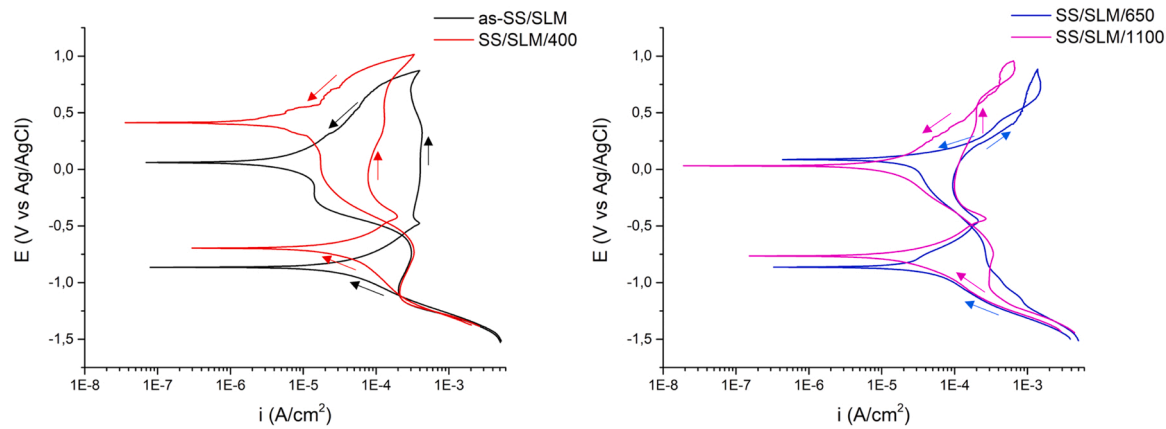 as-SS/SLM
SS/SLM/400
1,0
0,5
0,0
-0,5
-1,0
-1,5
E (V vs Ag/AgCl)
1E-8 1E-7 1E-6 1E-5 1E-4 1E-3
i (A/cm²)
SS/SLM/650
SS/SLM/1100
1,0
0,5
0,0
-0,5
-1,0
-1,5
E (V vs Ag/AgCl)
1E-8 1E-7 1E-6 1E-5 1E-4 1E-3
i (A/cm²)